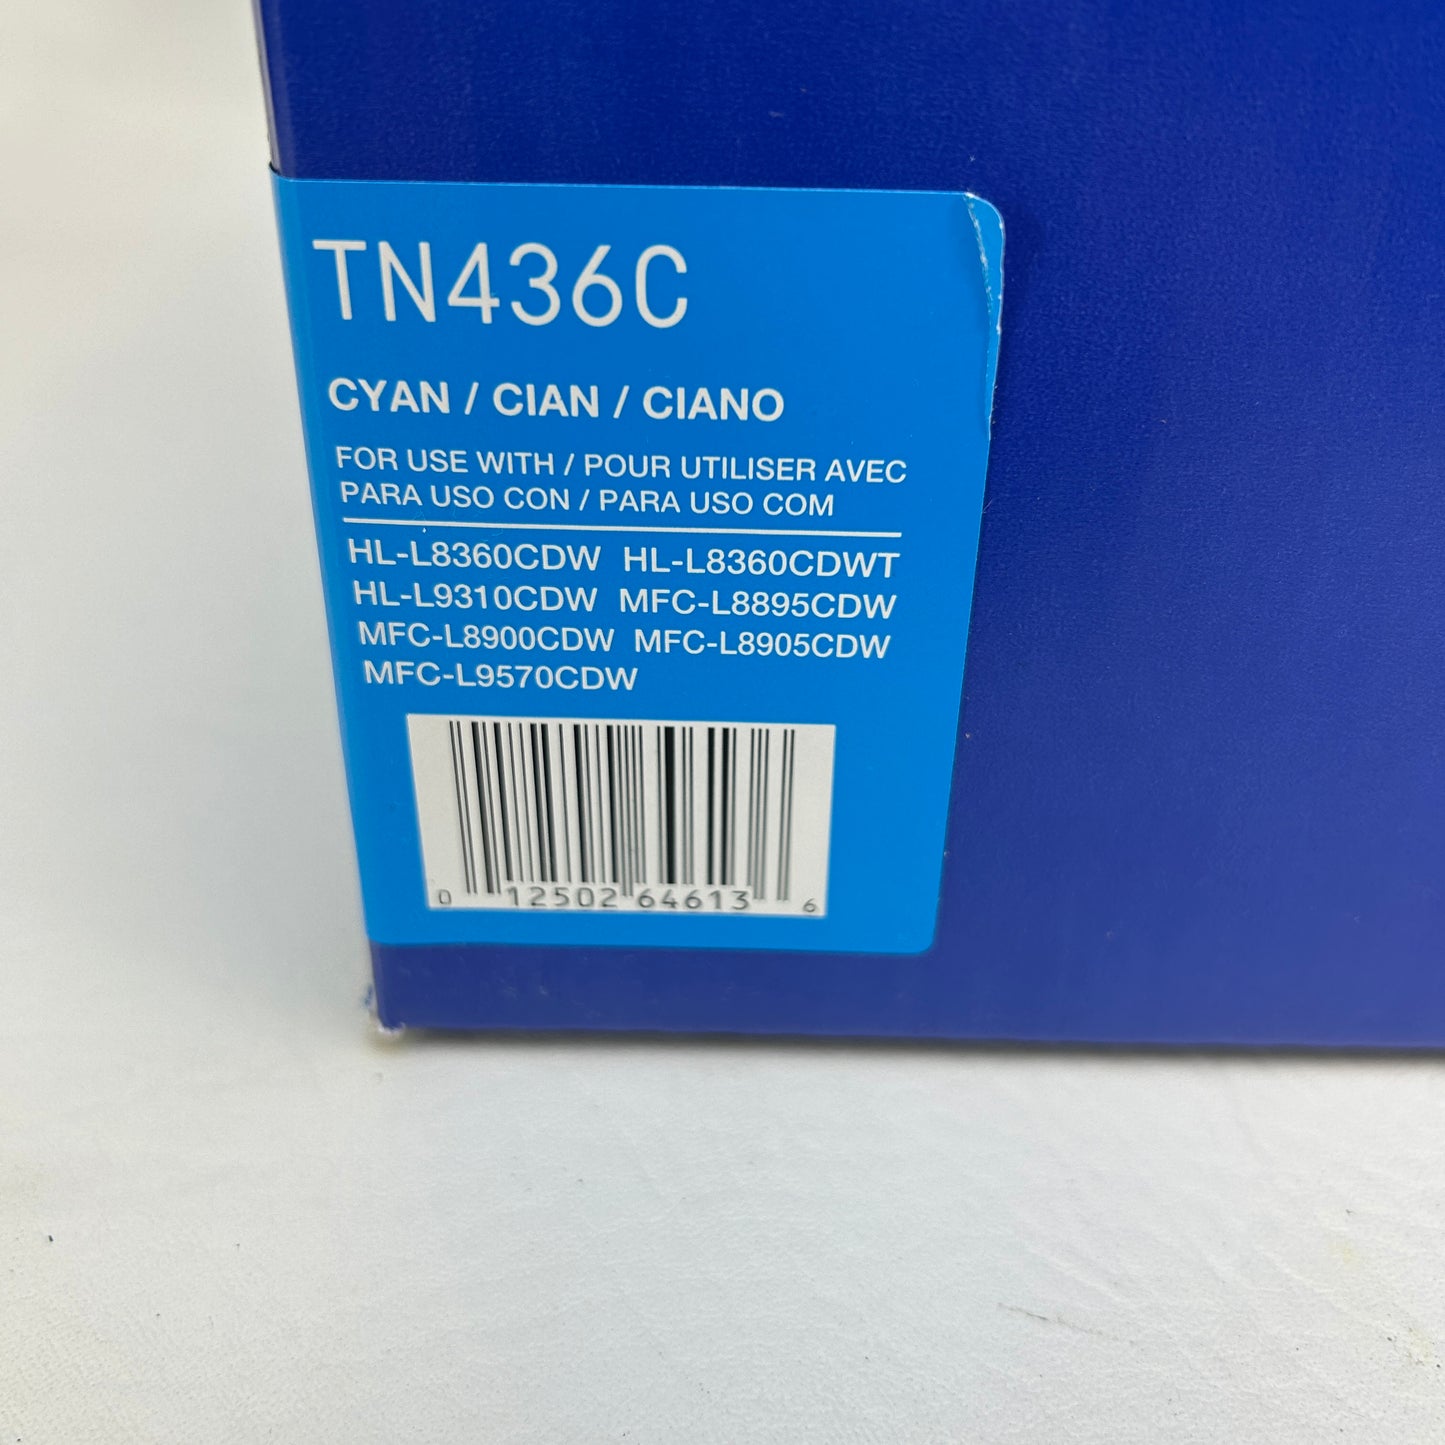 TN436C
CYAN / CIAN / CIANO
FOR USE WITH / POUR UTILISER AVEC
PARA USO CON / PARA USO COM
HL-L8360CDW HL-L8360CDWT
HL-L9310CDW MFC-L8895CDW
MFC-L8900CDW MFC-L8905CDW
MFC-L9570CDW
0 12502 64613 6